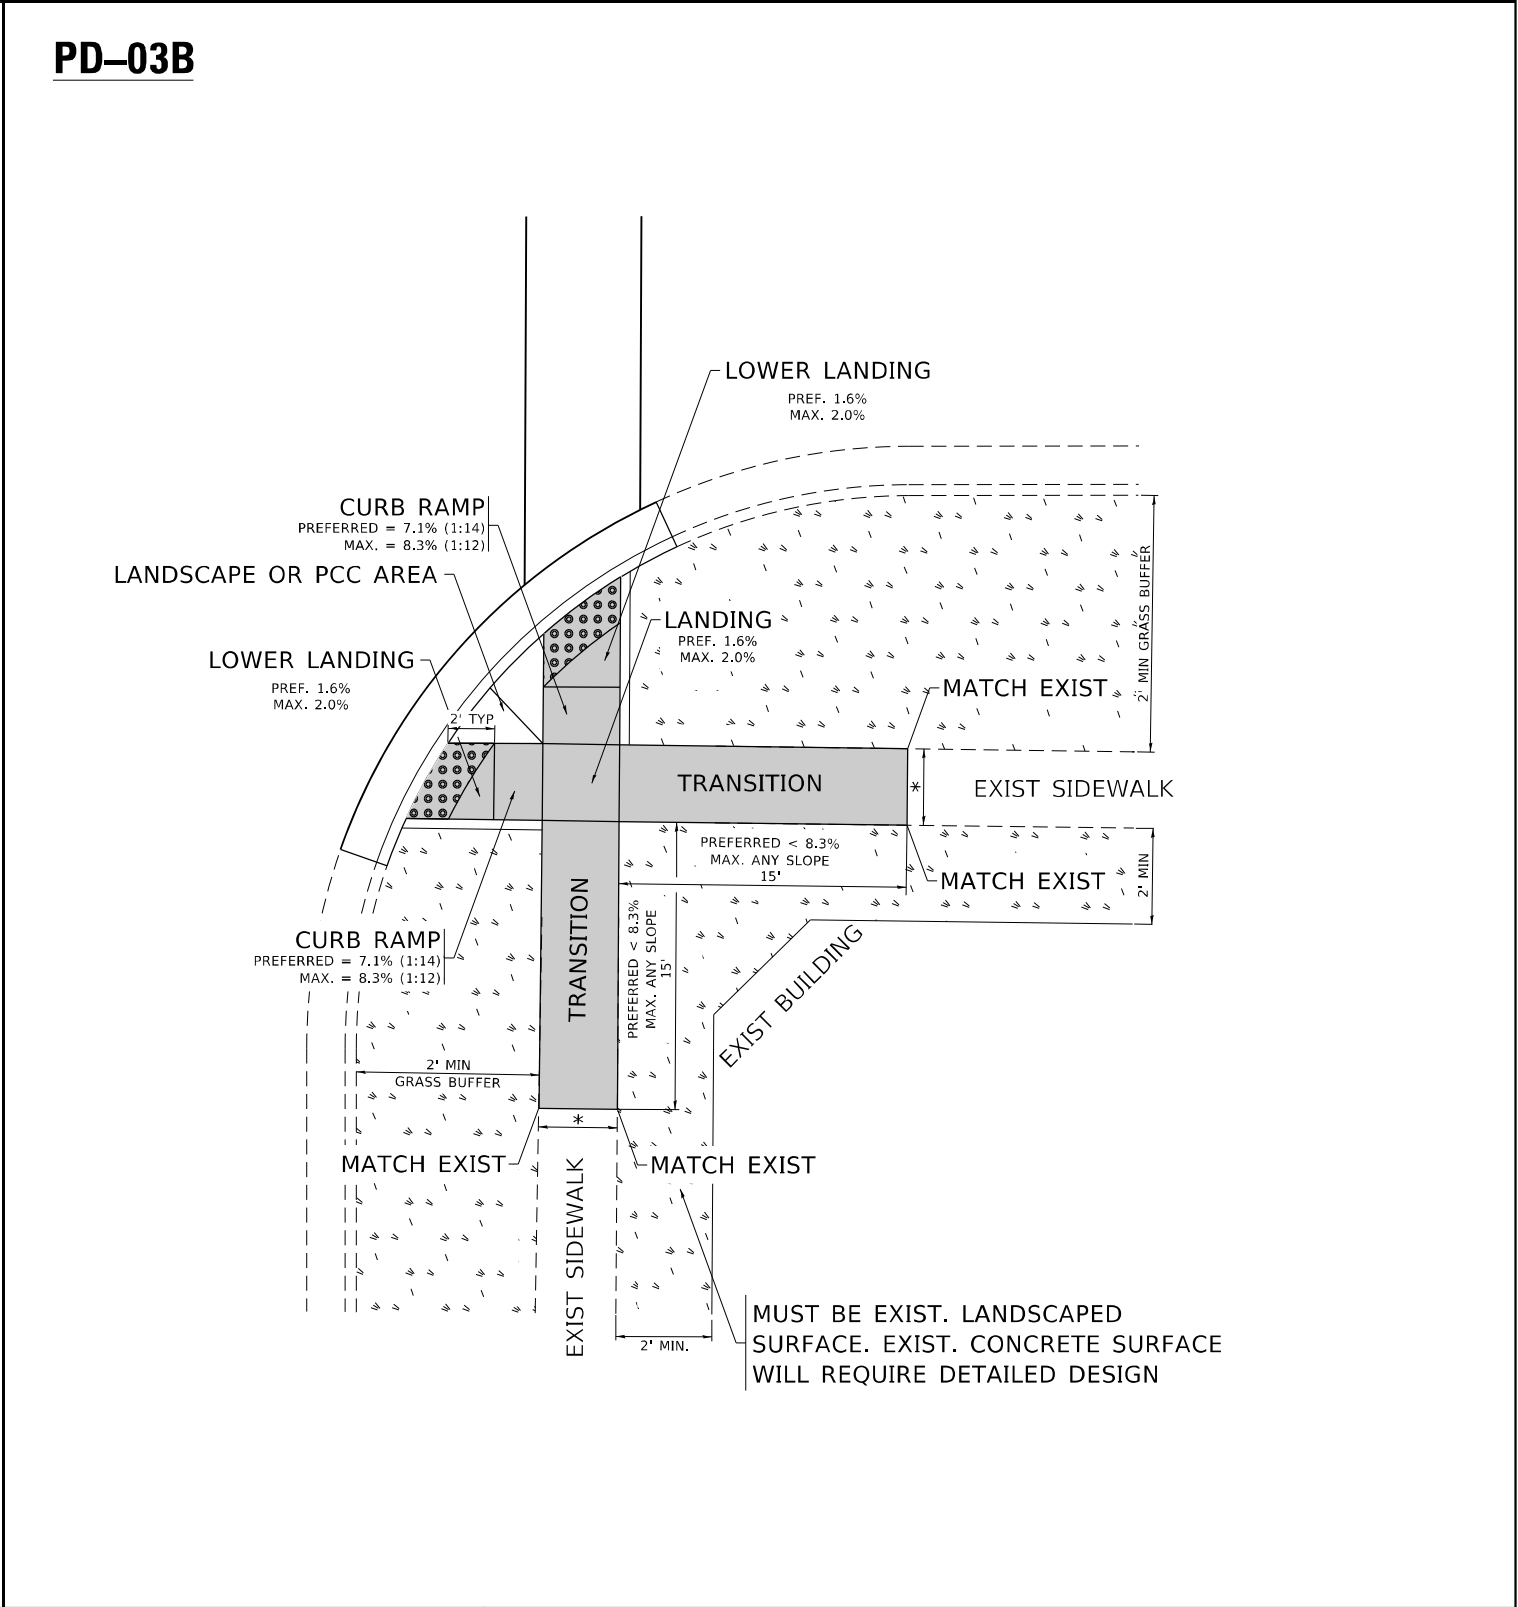 PD–03B
LOWER LANDING
PREF. 1.6%
MAX. 2.0%
CURB RAMP
PREFERRED = 7.1% (1:14)
MAX. = 8.3% (1:12)
LANDSCAPE OR PCC AREA
LOWER LANDING
PREF. 1.6%
MAX. 2.0%
2' TYP
LANDING
PREF. 1.6%
MAX. 2.0%
2' MIN GRASS BUFFER
MATCH EXIST
TRANSITION
*
EXIST SIDEWALK
PREFERRED < 8.3%
MAX. ANY SLOPE
15'
MATCH EXIST
2' MIN
CURB RAMP
PREFERRED = 7.1% (1:14)
MAX. = 8.3% (1:12)
TRANSITION
PREFERRED < 8.3%
MAX. ANY SLOPE
15'
EXIST BUILDING
2' MIN
GRASS BUFFER
*
MATCH EXIST
MATCH EXIST
EXIST SIDEWALK
2' MIN.
MUST BE EXIST. LANDSCAPED
SURFACE. EXIST. CONCRETE SURFACE
WILL REQUIRE DETAILED DESIGN